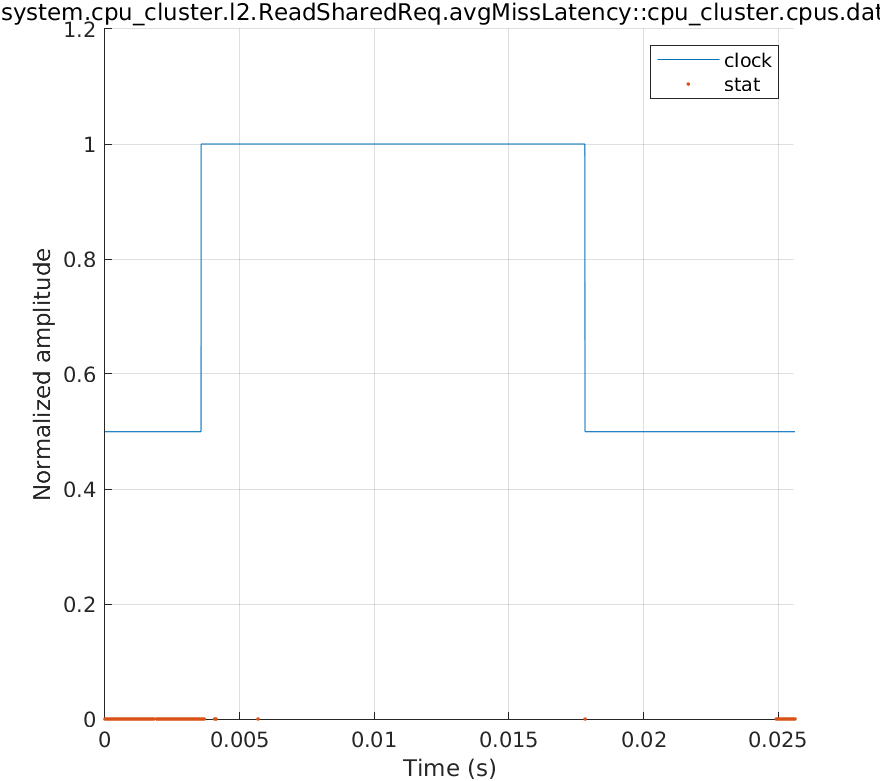 system.cpu_cluster.l2.ReadSharedReq.avgMissLatency::cpu_cluster.cpus.dat
1.2
clock
stat
1
0.8
0.6
0.4
0.2
0
Normalized amplitude
0
0.005
0.01
0.015
0.02
0.025
Time (s)